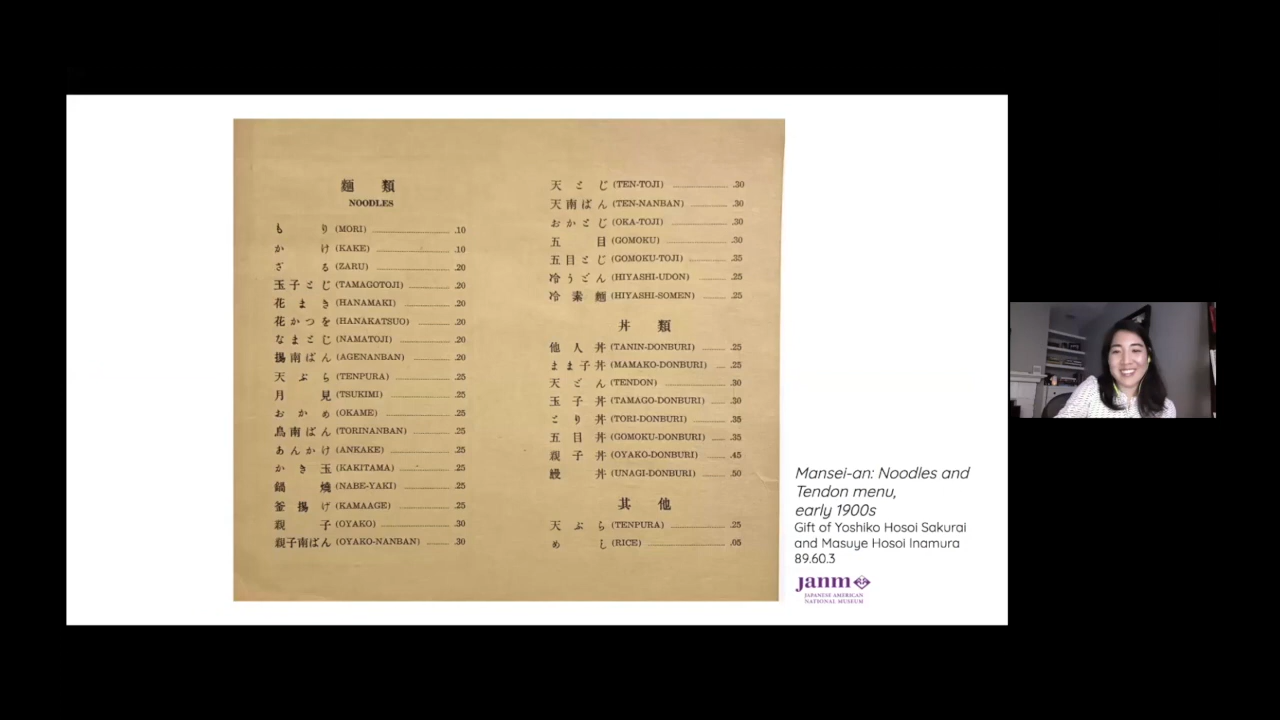 麵 類
NOODLES
もり (MORI) .10
かけ (KAKE) .10
ざる (ZARU) .20
玉子とじ (TAMAGOTOJI) .20
花まき (HANAMAKI) .20
花かつを (HANAKATSUO) .20
なまとじ (NAMATOJI) .20
揚南ばん (AGENANBAN) .20
天ぷら (TENPURA) .25
月見 (TSUKIMI) .25
おかめ (OKAME) .25
鳥南ばん (TORINANBAN) .25
あんかけ (ANKAKE) .25
かき玉 (KAKITAMA) .25
鍋燒 (NABE-YAKI) .25
釜揚げ (KAMAAGE) .25
親子 (OYAKO) .30
親子南ばん (OYAKO-NANBAN) .30
天とじ (TEN-TOJI) .30
天南ばん (TEN-NANBAN) .30
おかとじ (OKA-TOJI) .30
五目 (GOMOKU) .30
五目とじ (GOMOKU-TOJI) .35
冷うどん (HIYASHI-UDON) .25
冷素麵 (HIYASHI-SOMEN) .25
丼 類
他人丼 (TANIN-DONBURI) .25
まま子丼 (MAMAKO-DONBURI) .25
天どん (TENDON) .30
玉子丼 (TAMAGO-DONBURI) .30
とり丼 (TORI-DONBURI) .35
五目丼 (GOMOKU-DONBURI) .35
親子丼 (OYAKO-DONBURI) .45
鰻丼 (UNAGI-DONBURI) .50
其 他
天ぷら (TENPURA) .25
めし (RICE) .05
Mansei-an: Noodles and
Tendon menu,
early 1900s
Gift of Yoshiko Hosoi Sakurai
and Masuye Hosoi Inamura
89.60.3
janm
JAPANESE AMERICAN
NATIONAL MUSEUM